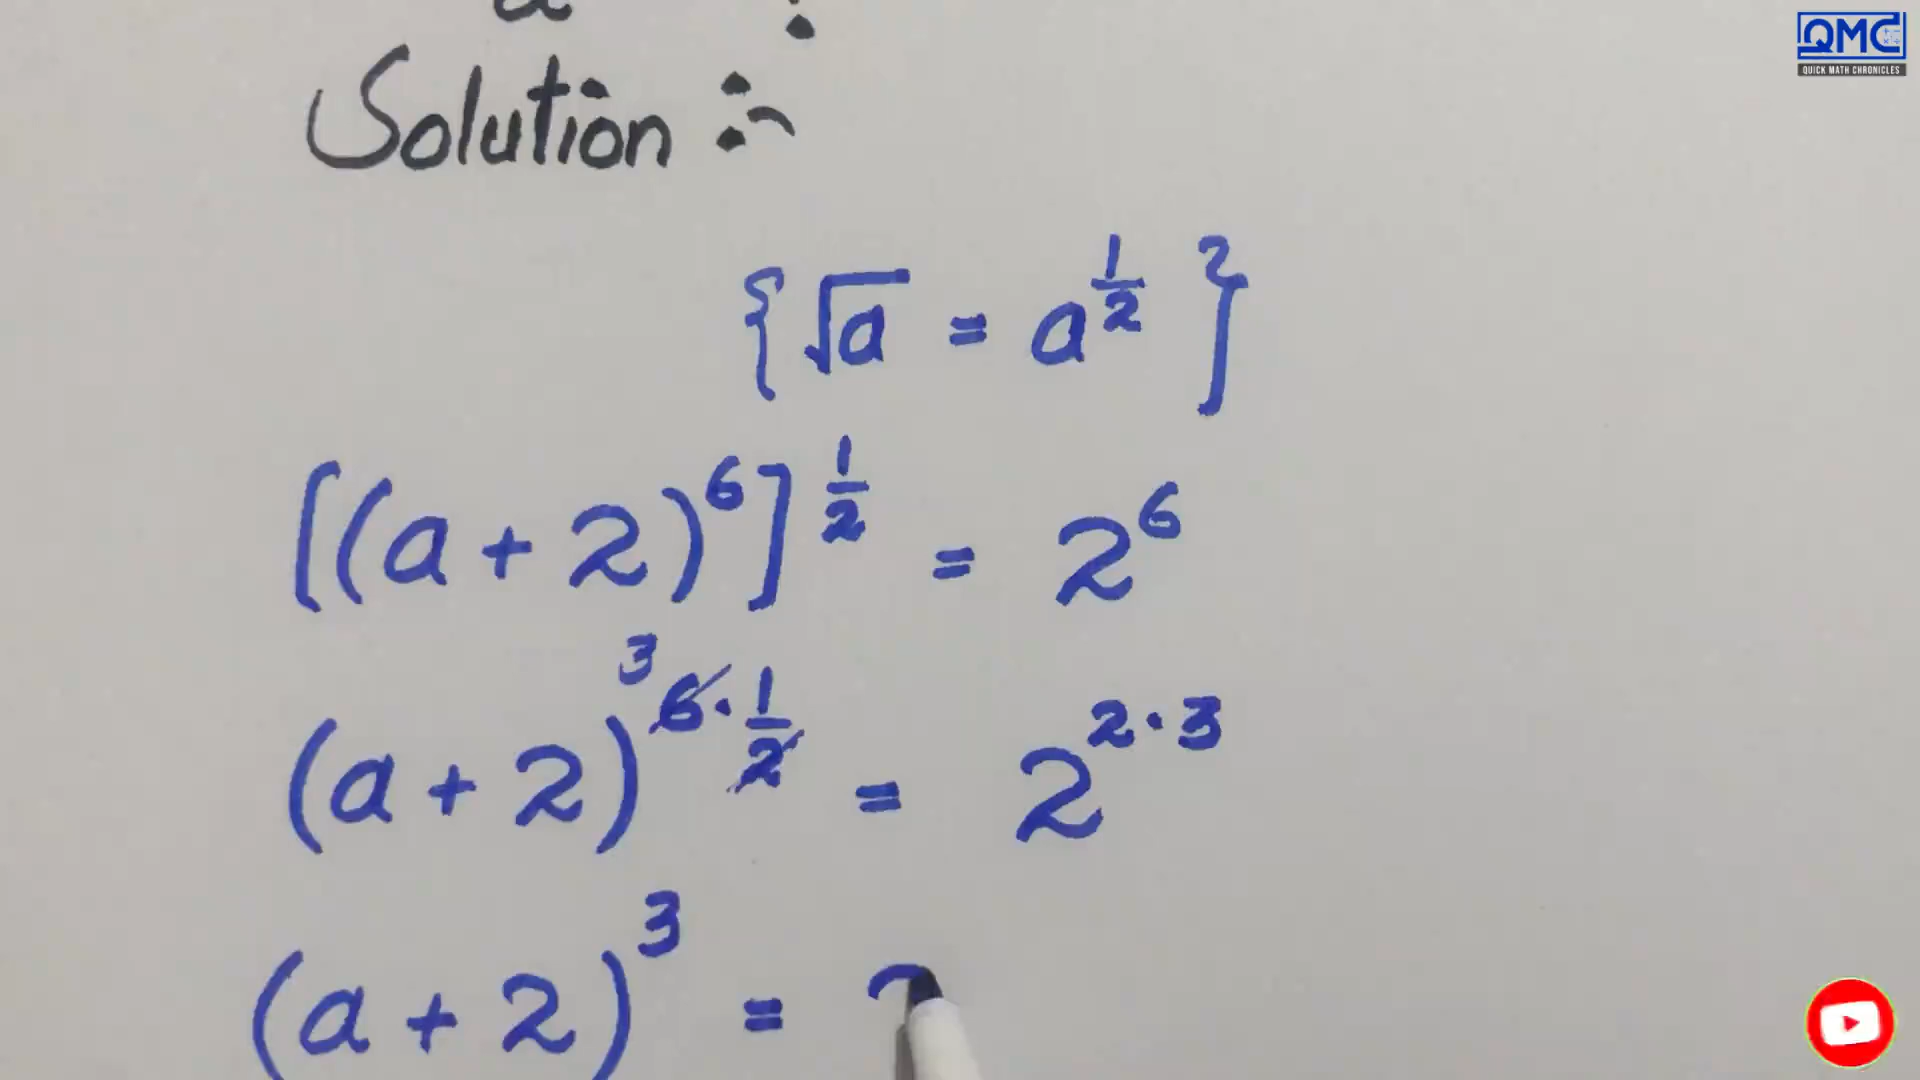 QMC
QUICK MATH CHRONICLES
Solution :-
{ √a = a^(1/2) }
[(a + 2)^6]^(1/2) = 2^6
3
(a + 2)^(6·1/2) = 2^(2·3)
(a + 2)^3 =